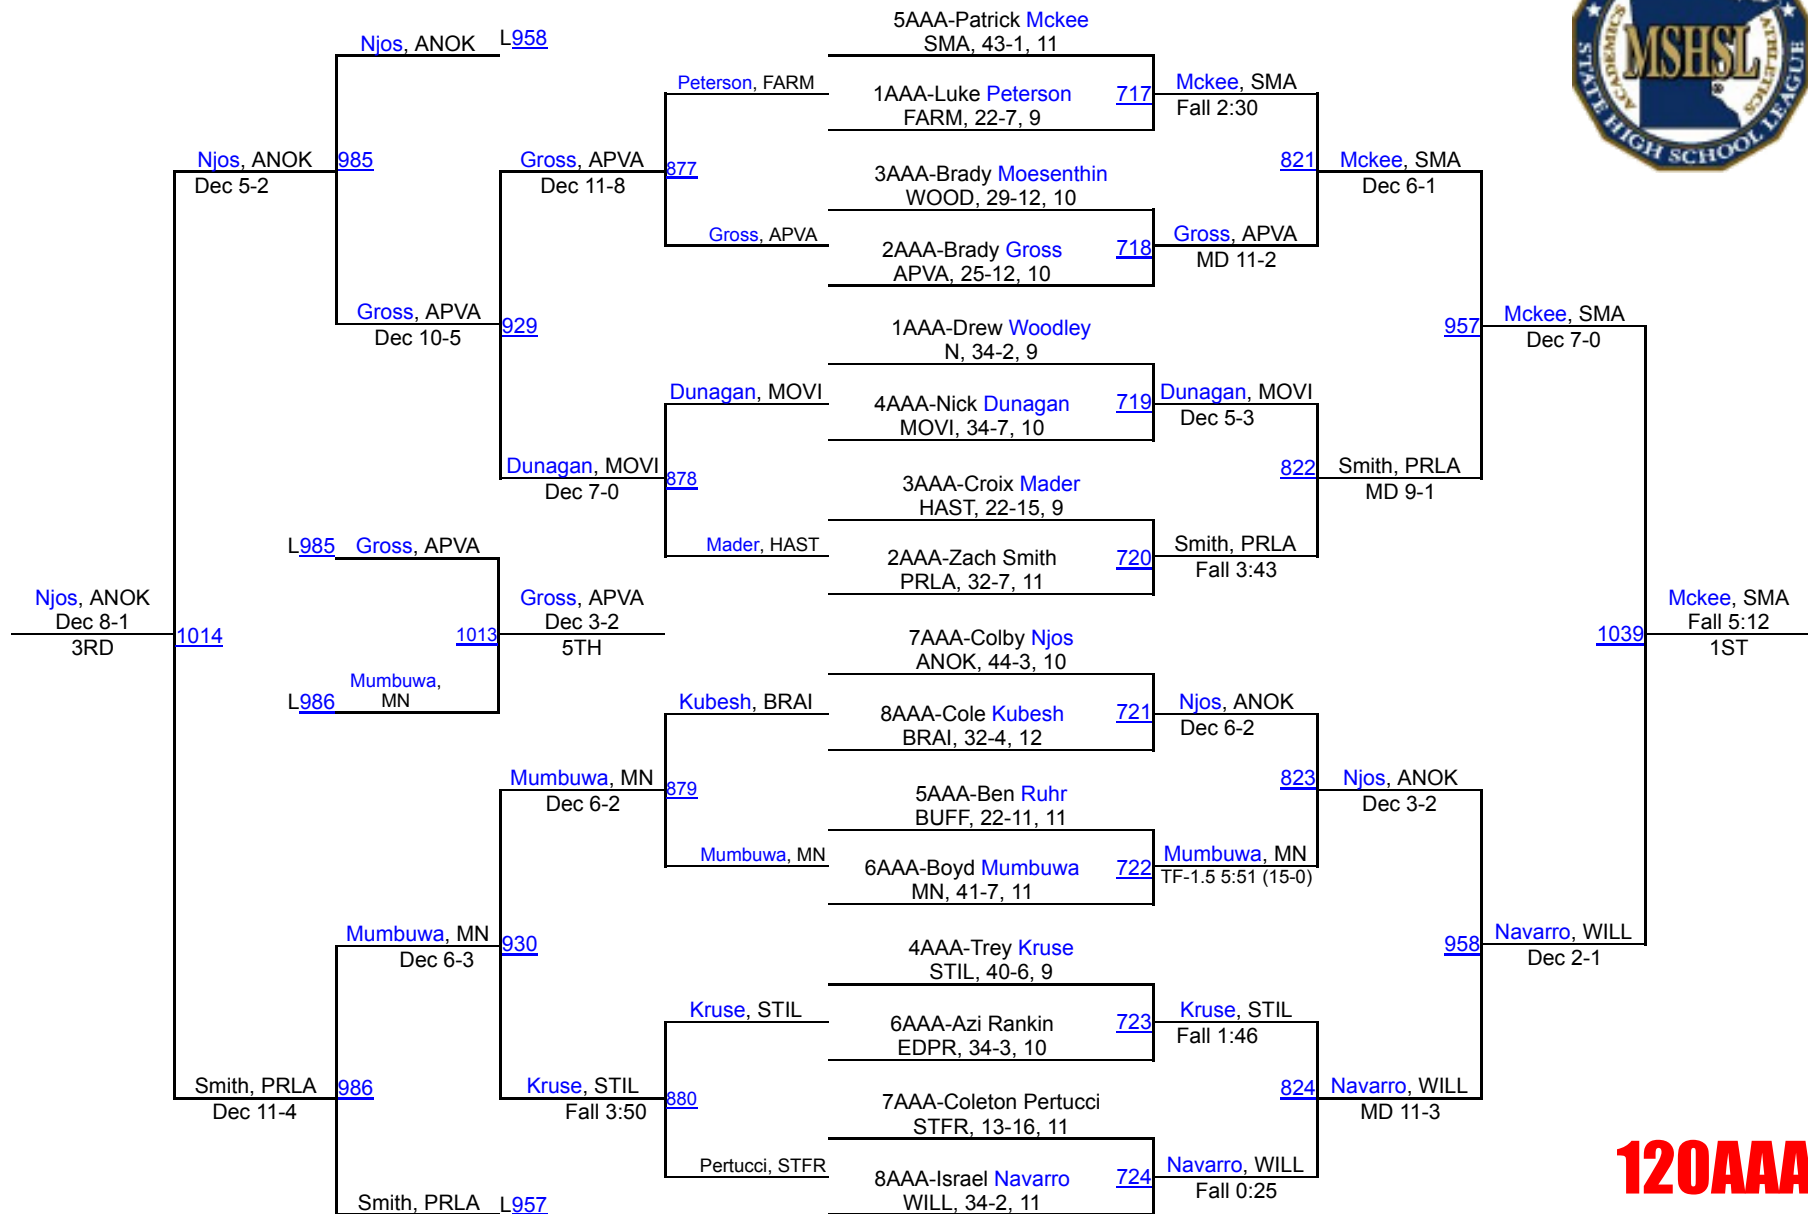 5AAA-Patrick Mckee
SMA, 43-1, 11
Njos, ANOK L958
Peterson, FARM
1AAA-Luke Peterson 717
FARM, 22-7, 9
Mckee, SMA
Fall 2:30
MSHSL
ACADEMICS
ATHLETICS
STATE HIGH SCHOOL LEAGUE
Njos, ANOK 985
Dec 5-2
Gross, APVA 877
Dec 11-8
3AAA-Brady Moesenthin
WOOD, 29-12, 10
821 Mckee, SMA
Dec 6-1
Gross, APVA
2AAA-Brady Gross 718
APVA, 25-12, 10
Gross, APVA
MD 11-2
Gross, APVA 929
Dec 10-5
1AAA-Drew Woodley
N, 34-2, 9
957 Mckee, SMA
Dec 7-0
Dunagan, MOVI
4AAA-Nick Dunagan 719
MOVI, 34-7, 10
Dunagan, MOVI
Dec 5-3
Dunagan, MOVI 878
Dec 7-0
3AAA-Croix Mader
HAST, 22-15, 9
822 Smith, PRLA
MD 9-1
L985 Gross, APVA
Mader, HAST
2AAA-Zach Smith 720
PRLA, 32-7, 11
Smith, PRLA
Fall 3:43
Njos, ANOK
Dec 8-1
3RD
1014
1013
Gross, APVA
Dec 3-2
5TH
7AAA-Colby Njos
ANOK, 44-3, 10
1039
Mckee, SMA
Fall 5:12
1ST
L986 Mumbuwa,
MN
Kubesh, BRAI
8AAA-Cole Kubesh 721
BRAI, 32-4, 12
Njos, ANOK
Dec 6-2
Mumbuwa, MN 879
Dec 6-2
5AAA-Ben Ruhr
BUFF, 22-11, 11
823 Njos, ANOK
Dec 3-2
Mumbuwa, MN
6AAA-Boyd Mumbuwa 722
MN, 41-7, 11
Mumbuwa, MN
TF-1.5 5:51 (15-0)
Mumbuwa, MN 930
Dec 6-3
4AAA-Trey Kruse
STIL, 40-6, 9
958 Navarro, WILL
Dec 2-1
Kruse, STIL
6AAA-Azi Rankin 723
EDPR, 34-3, 10
Kruse, STIL
Fall 1:46
Smith, PRLA 986
Dec 11-4
Kruse, STIL 880
Fall 3:50
7AAA-Coleton Pertucci
STFR, 13-16, 11
824 Navarro, WILL
MD 11-3
Pertucci, STFR
8AAA-Israel Navarro 724
WILL, 34-2, 11
Navarro, WILL
Fall 0:25
Smith, PRLA L957
120AAA